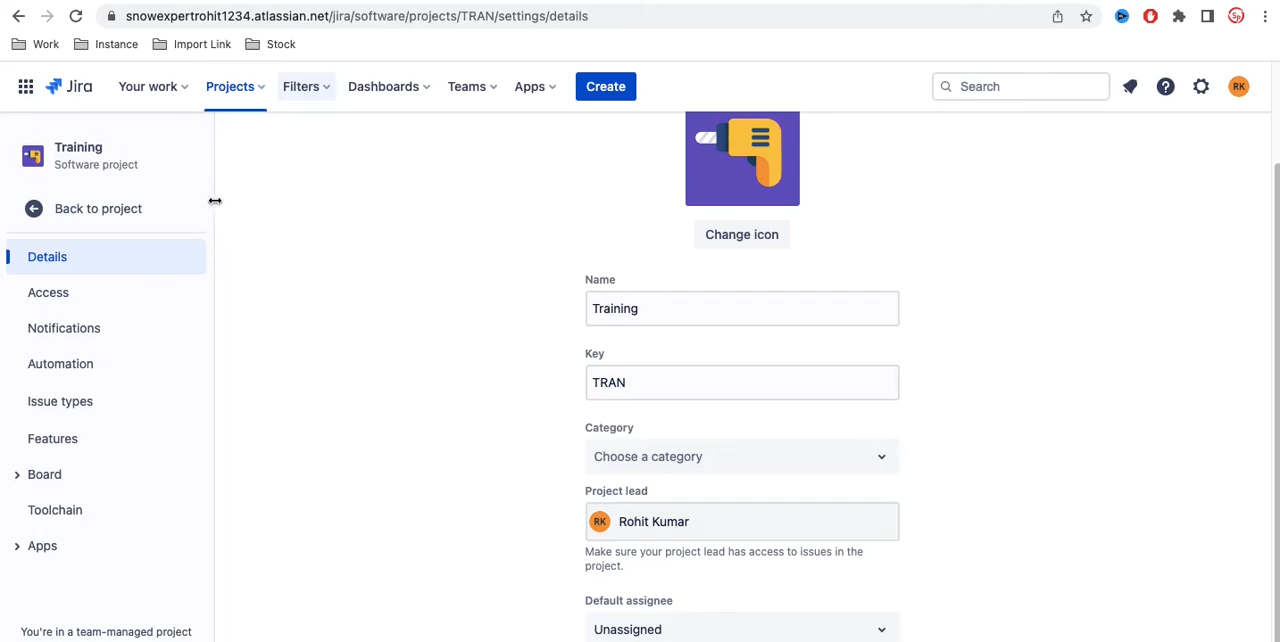 snowexpertrohit1234.atlassian.net/jira/software/projects/TRAN/settings/details
Sp
Work Instance Import Link Stock
Jira Your work Projects Filters Dashboards Teams Apps Create Search RK
Training
Software project
Back to project
Details
Access
Notifications
Automation
Issue types
Features
Board
Toolchain
Apps
You're in a team-managed project
Change icon
Name
Training
Key
TRAN
Category
Choose a category
Project lead
RK Rohit Kumar
Make sure your project lead has access to issues in the
project.
Default assignee
Unassigned